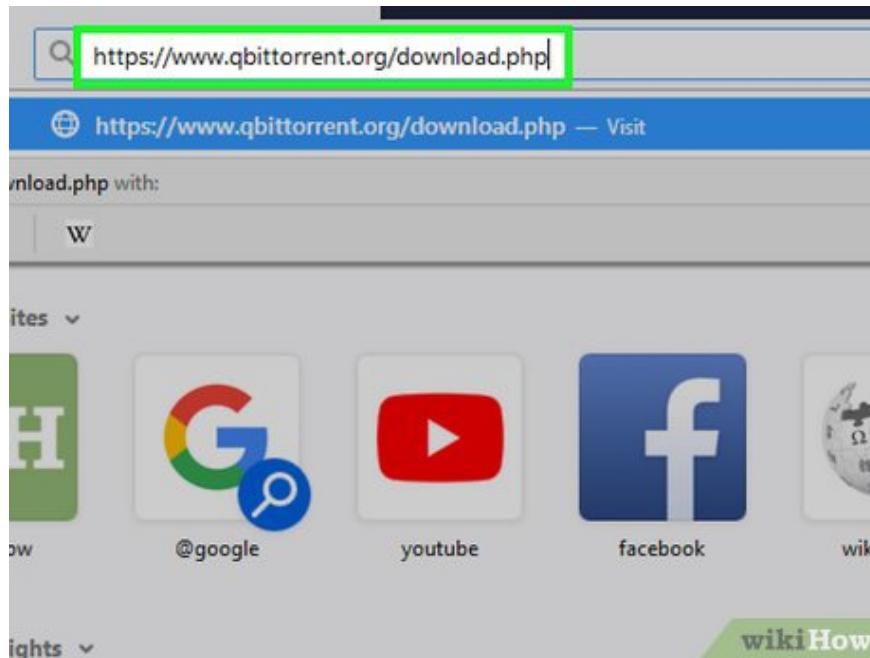 https://www.qbittorrent.org/download.php
https://www.qbittorrent.org/download.php — Visit
wnload.php with:
W
ites
H
@google
youtube
facebook
Ω
ow
wik
ights
wikiHow